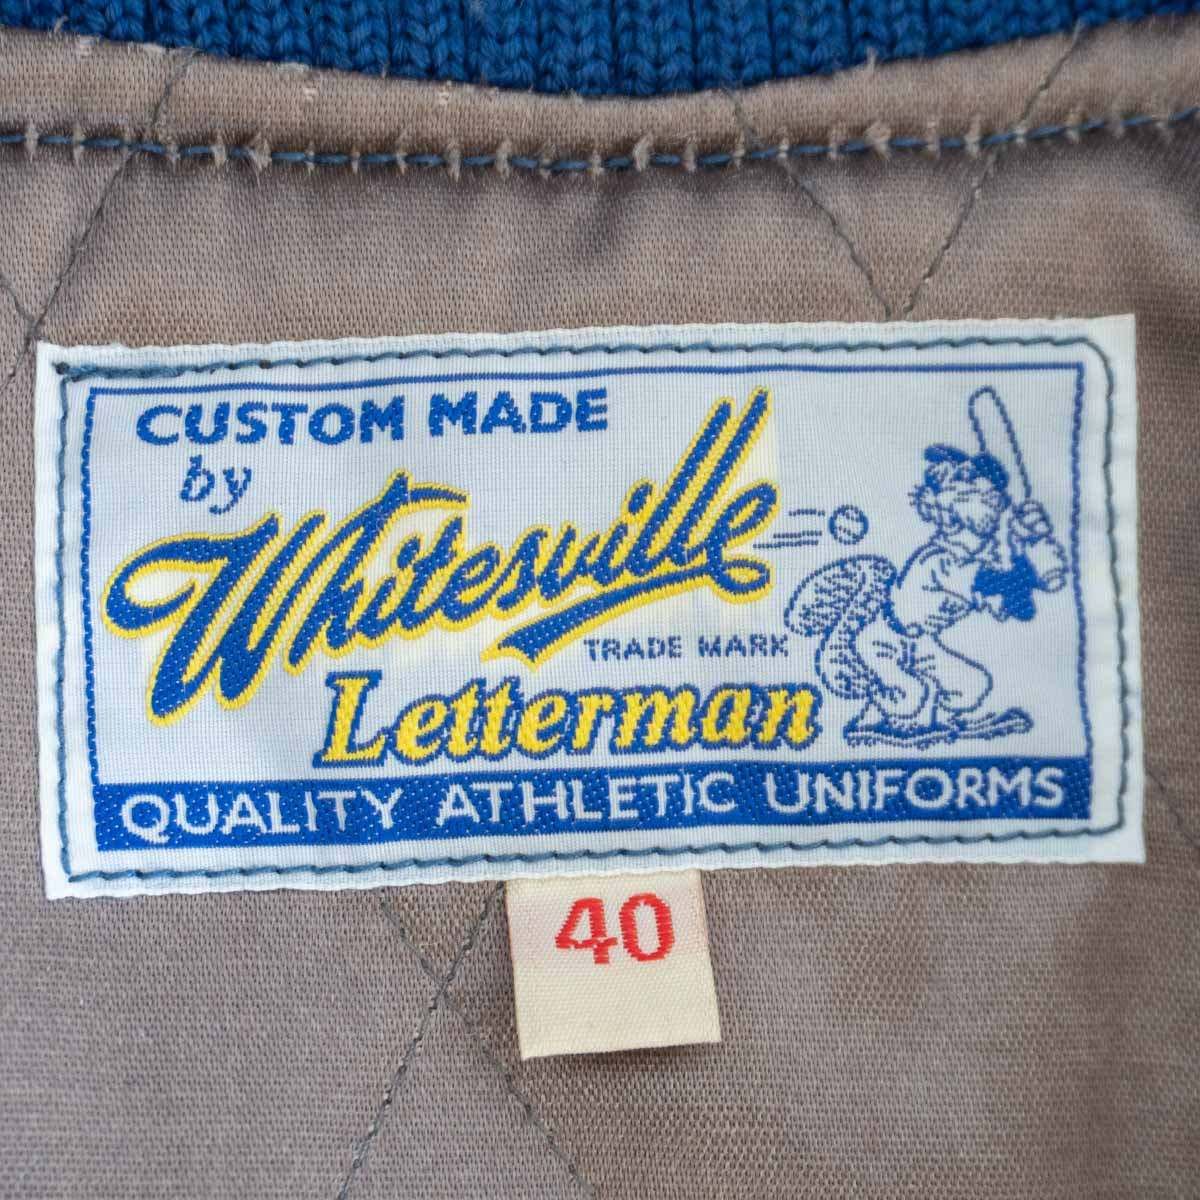 CUSTOM MADE
by
Whitesville
TRADE MARK
Letterman
QUALITY ATHLETIC UNIFORMS
40